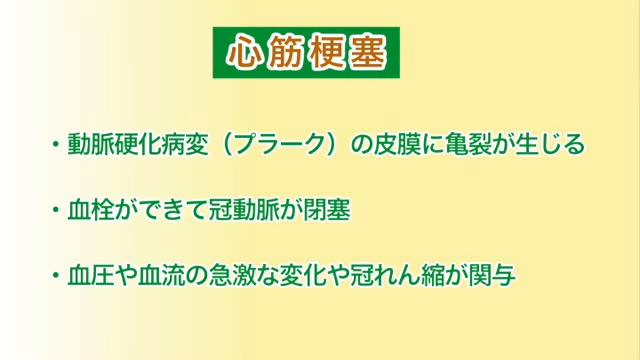 心筋梗塞
・動脈硬化病変（プラーク）の皮膜に亀裂が生じる
・血栓ができて冠動脈が閉塞
・血圧や血流の急激な変化や冠れん縮が関与